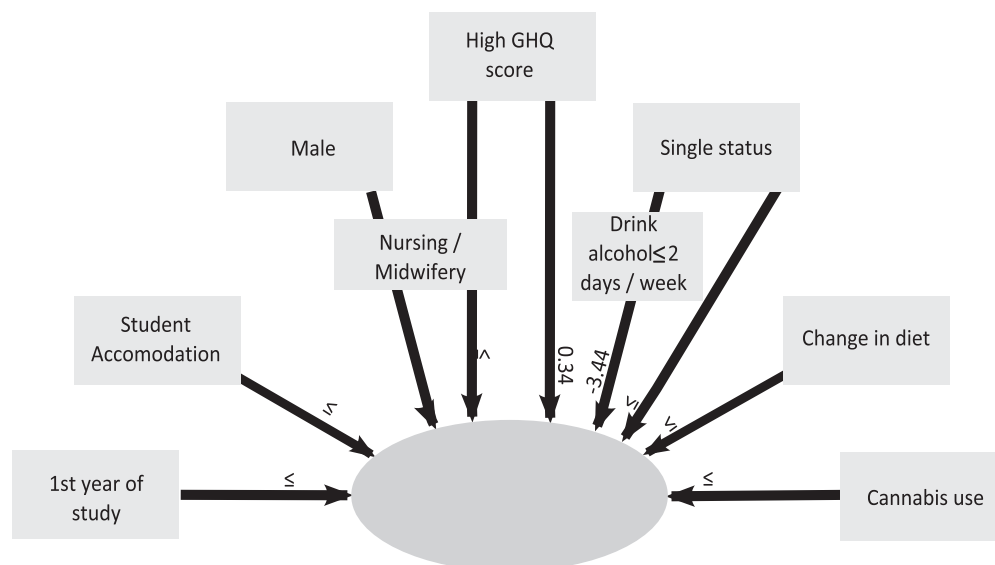 High GHQ
score
Male
Single status
Nursing /
Midwifery
Drink
alcohol≤2
days / week
Student
Accomodation
Change in diet
≤
0.34
-3.44
≤
≤
≤
1st year of
study
≤
≤
Cannabis use